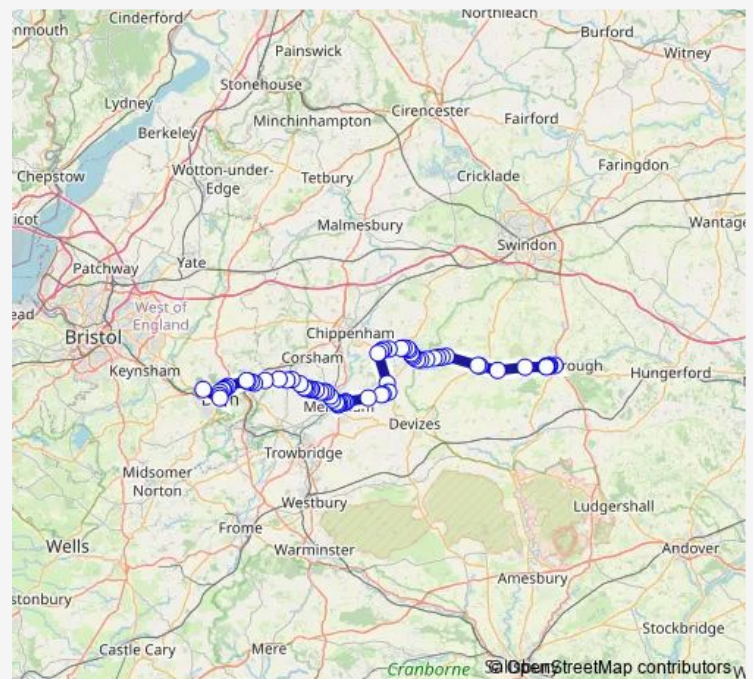 Cinderford
Northleach
nmouth
Painswick
Burford
Witney
Stonehouse
Lydney
Cirencester
Fairford
Minchinhampton
Berkeley
Wotton-under-
Edge
Tetbury
Cricklade
Faringdon
Chepstow
icot
Malmesbury
Wantage
Swindon
Patchway
Yate
ead
West of
England
Bristol
Chippenham
Corsham
Keynsham
rough
Hungerford
Devizes
Trowbridge
Midsomer
Norton
Westbury
Ludgershall
Frome
Wells
Warminster
Andover
Amesbury
stonbury
Stockbridge
Castle Cary
Mere
Cranborne
© OpenStreetMap contributors